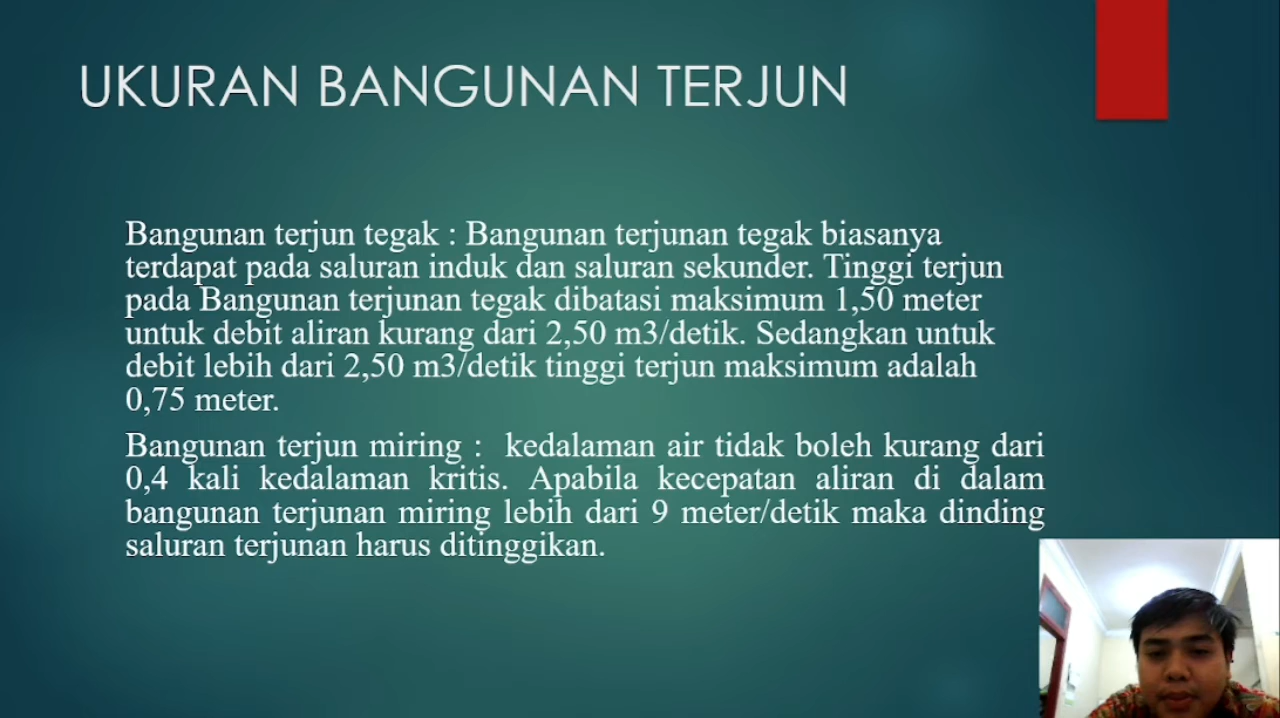 UKURAN BANGUNAN TERJUN
Bangunan terjun tegak : Bangunan terjunan tegak biasanya
terdapat pada saluran induk dan saluran sekunder. Tinggi terjun
pada Bangunan terjunan tegak dibatasi maksimum 1,50 meter
untuk debit aliran kurang dari 2,50 m3/detik. Sedangkan untuk
debit lebih dari 2,50 m3/detik tinggi terjun maksimum adalah
0,75 meter.
Bangunan terjun miring : kedalaman air tidak boleh kurang dari
0,4 kali kedalaman kritis. Apabila kecepatan aliran di dalam
bangunan terjunan miring lebih dari 9 meter/detik maka dinding
saluran terjunan harus ditinggikan.